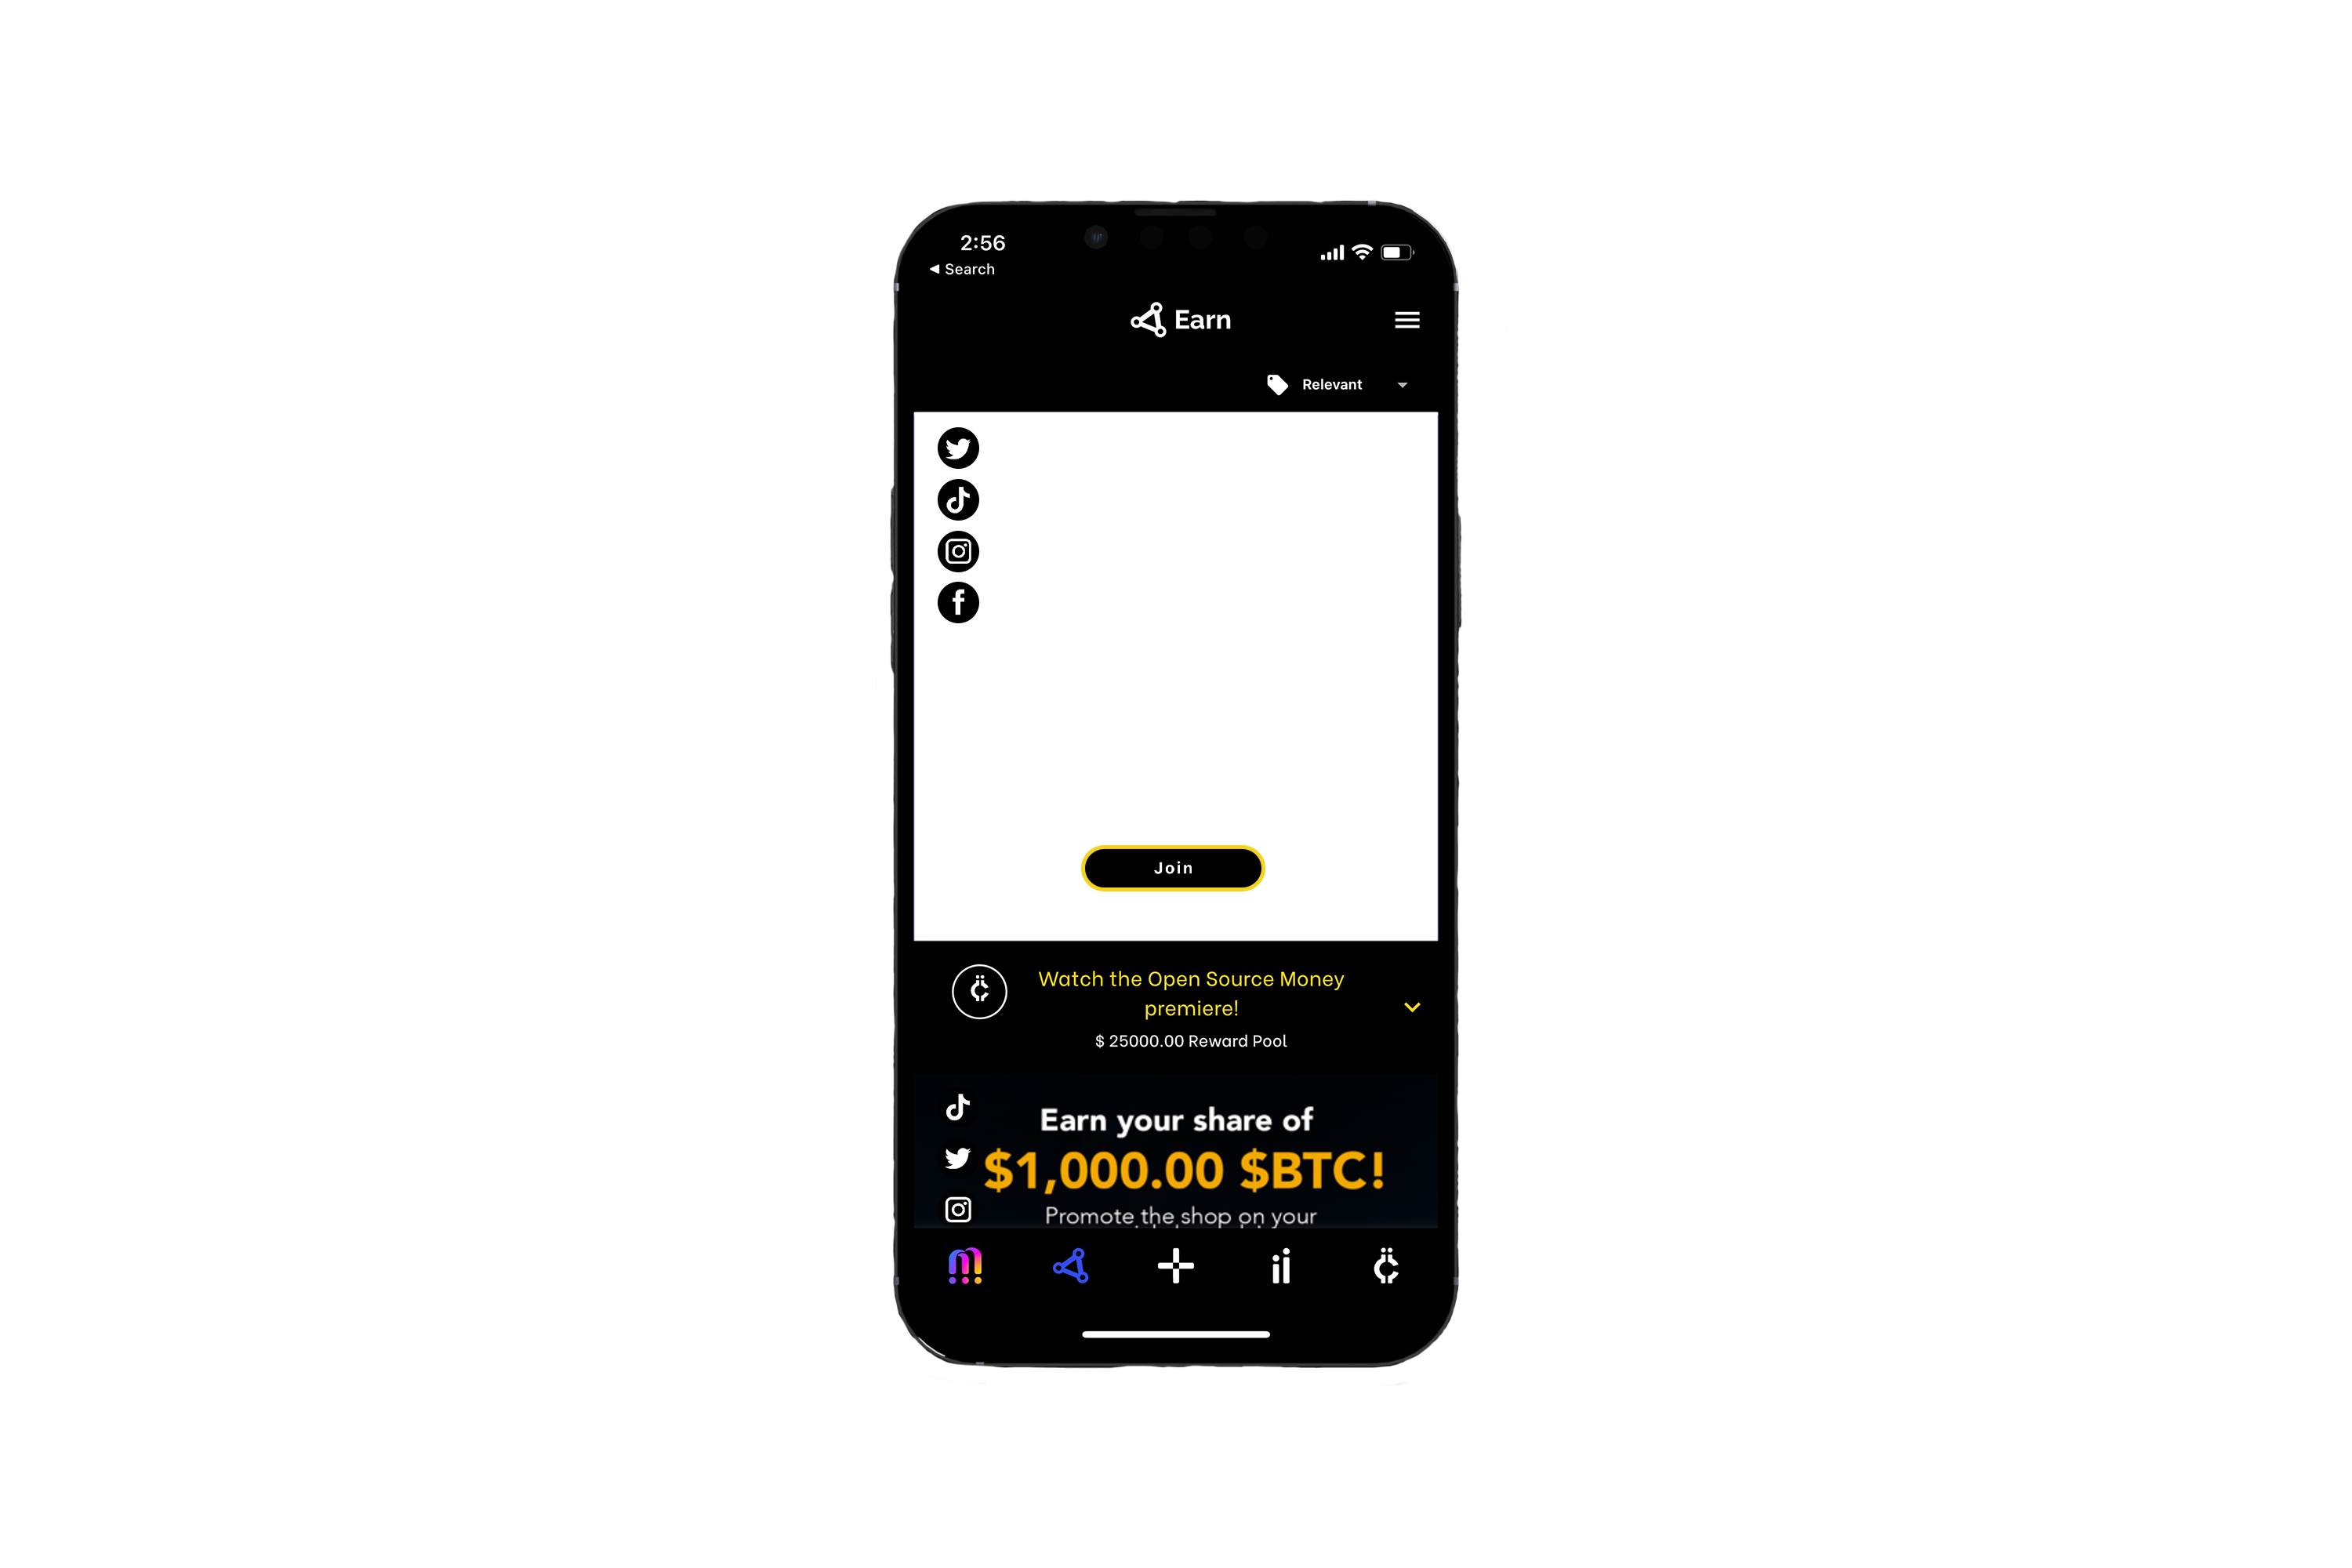 2:56
◀ Search
Earn
Relevant
Join
Watch the Open Source Money
premiere!
$ 25000.00 Reward Pool
Earn your share of
$1,000.00 $BTC!
Promote the shop on your